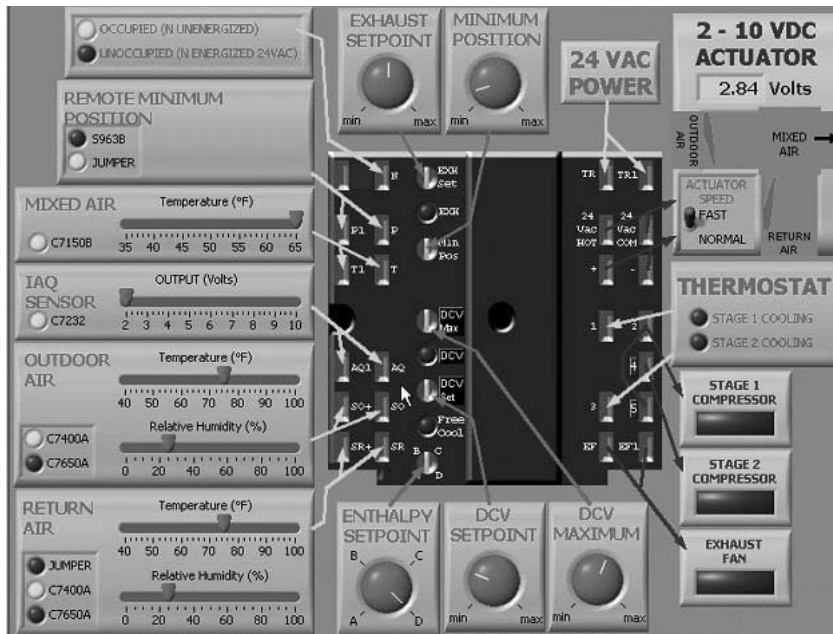 OCCUPIED (N UNENERGIZED)
UNOCCUPIED (N ENERGIZED 24VAC)
REMOTE MINIMUM
POSITION
S963B
JUMPER
MIXED AIR
Temperature (°F)
C7150B
35 40 45 50 55 60 65
IAQ
SENSOR
OUTPUT (Volts)
C7232
2 3 4 5 6 7 8 9 10
OUTDOOR
AIR
Temperature (°F)
40 50 60 70 80 90 100
Relative Humidity (%)
C7400A
C7650A
0 20 40 60 80 100
RETURN
AIR
Temperature (°F)
40 50 60 70 80 90 100
JUMPER
C7400A
C7650A
Relative Humidity (%)
0 20 40 60 80 100
EXHAUST
SETPOINT
min max
MINIMUM
POSITION
min max
24 VAC
POWER
2 - 10 VDC
ACTUATOR
2.84 Volts
OUTDOOR
AIR
MIXED
AIR
ACTUATOR
SPEED
FAST
NORMAL
RETURN
AIR
THERMOSTAT
STAGE 1 COOLING
STAGE 2 COOLING
STAGE 1
COMPRESSOR
STAGE 2
COMPRESSOR
EXHAUST
FAN
N
P1 P
T1 T
AQ1 AQ
SO+ SO
SR+ SR
EXH
Set
EXH
Min
Pos
DCV
Max
DCV
DCV
Set
Free
Cool
B C
D
TR TR1
24
Vac
HOT
24
Vac
COM
+ -
1 2
4
3 5
EF EF1
ENTHALPY
SETPOINT
B C
A D
DCV
SETPOINT
min max
DCV
MAXIMUM
min max